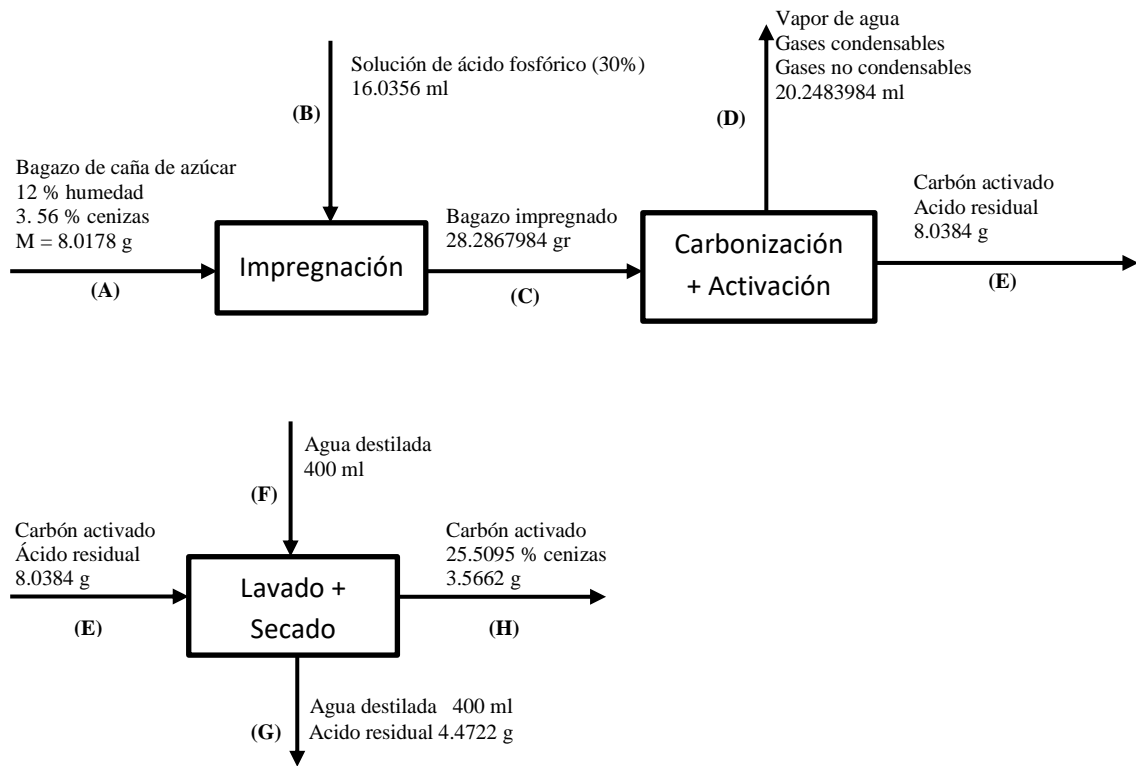 Vapor de agua
Gases condensables
Gases no condensables
20.2483984 ml
(D)
Solución de ácido fosfórico (30%)
16.0356 ml
(B)
Bagazo de caña de azúcar
12 % humedad
3. 56 % cenizas
M = 8.0178 g
(A)
Impregnación
Bagazo impregnado
28.2867984 gr
(C)
Carbonización
+ Activación
Carbón activado
Acido residual
8.0384 g
(E)
Agua destilada
400 ml
(F)
Carbón activado
Ácido residual
8.0384 g
(E)
Lavado +
Secado
Carbón activado
25.5095 % cenizas
3.5662 g
(H)
Agua destilada 400 ml
Acido residual 4.4722 g
(G)